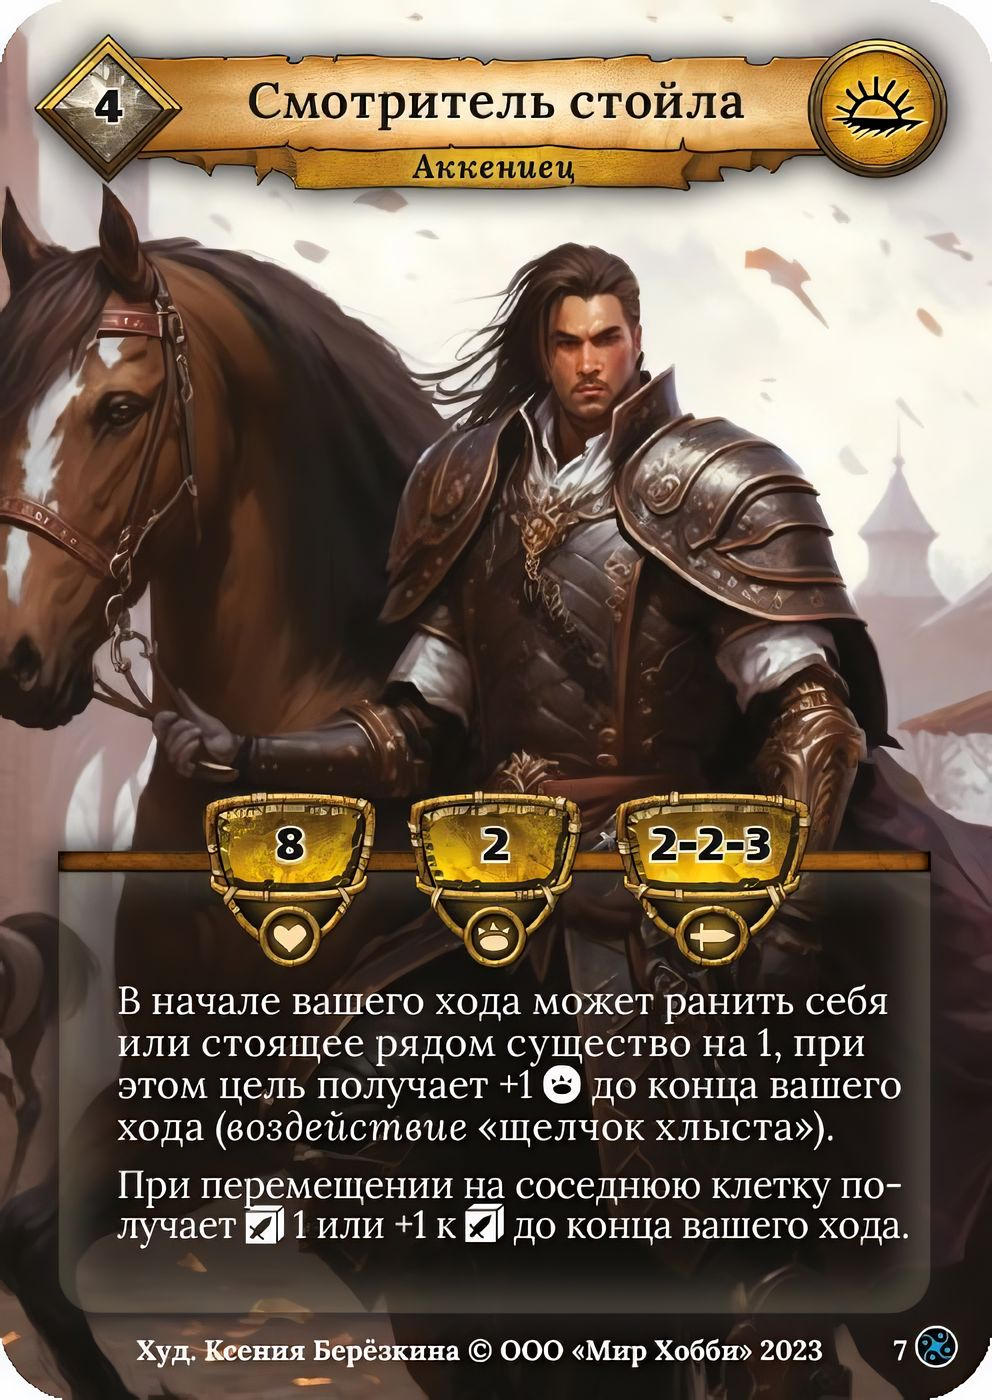 4
Смотритель стойла
Аккениец
8
2
2-2-3
В начале вашего хода может ранить себя
или стоящее рядом существо на 1, при
этом цель получает +1 до конца вашего
хода (воздействие «щелчок хлыста»).
При перемещении на соседнюю клетку по-
лучает 1 или +1 к до конца вашего хода.
Худ. Ксения Берёзкина © ООО «Мир Хобби» 2023
7